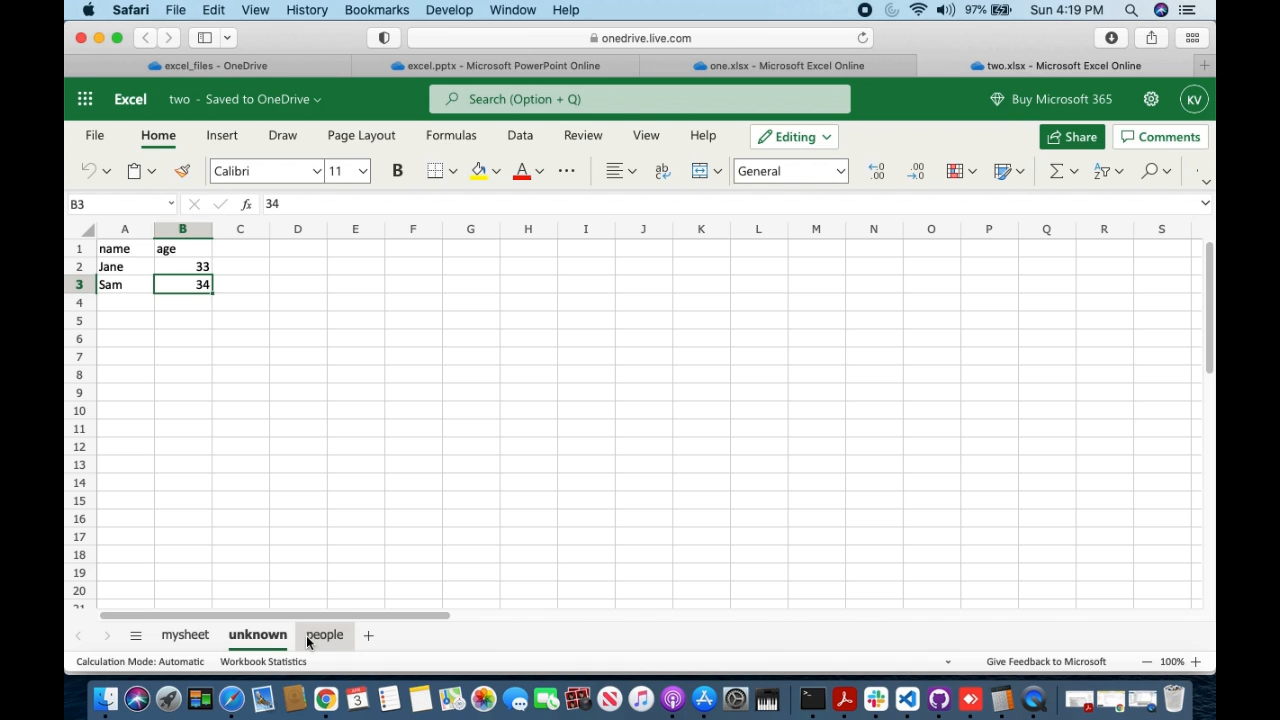 Safari File Edit View History Bookmarks Develop Window Help 97% Sun 4:19 PM
onedrive.live.com
excel_files - OneDrive excel.pptx - Microsoft PowerPoint Online one.xlsx - Microsoft Excel Online two.xlsx - Microsoft Excel Online
Excel two - Saved to OneDrive Search (Option + Q) Buy Microsoft 365 KV
File Home Insert Draw Page Layout Formulas Data Review View Help Editing Share Comments
Calibri 11 B A ab General
B3 fx 34
A B C D E F G H I J K L M N O P Q R S
1 name age
2 Jane 33
3 Sam 34
4
5
6
7
8
9
10
11
12
13
14
15
16
17
18
19
20
21
mysheet unknown people
Calculation Mode: Automatic Workbook Statistics Give Feedback to Microsoft 100%